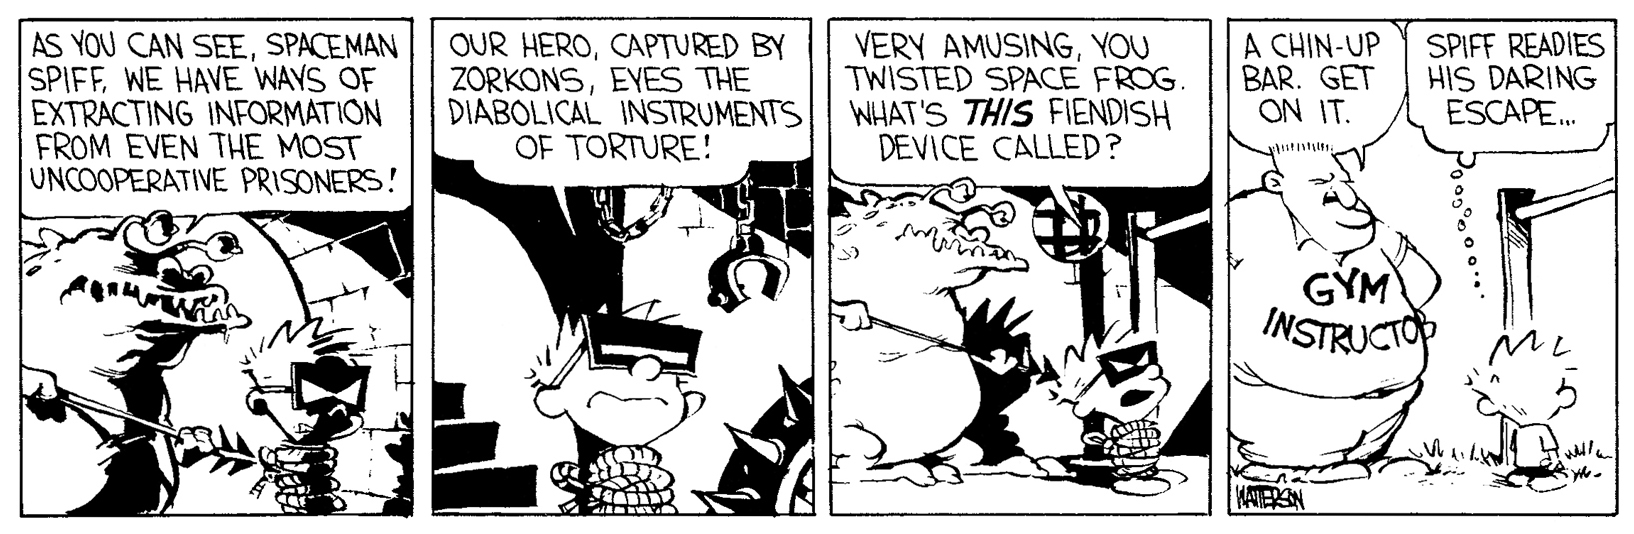 AS YOU CAN SEE, SPACEMAN
SPIFF, WE HAVE WAYS OF
EXTRACTING INFORMATION
FROM EVEN THE MOST
UNCOOPERATIVE PRISONERS!
OUR HERO, CAPTURED BY
ZORKONS, EYES THE
DIABOLICAL INSTRUMENTS
OF TORTURE!
VERY AMUSING, YOU
TWISTED SPACE FROG.
WHAT'S THIS FIENDISH
DEVICE CALLED?
A CHIN-UP
BAR. GET
ON IT.
SPIFF READIES
HIS DARING
ESCAPE...
GYM
INSTRUCTO
WATTERSON